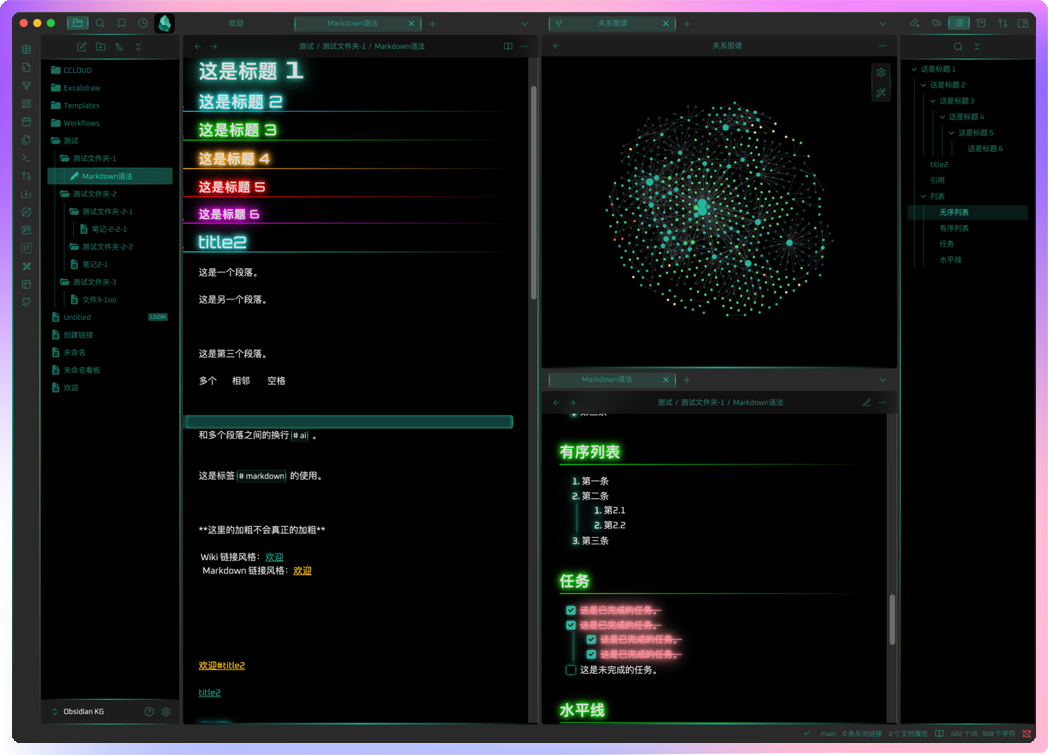 欢迎
Markdown语法
关系图谱
CCLOUD
Excalidraw
Templates
Workflows
测试
测试文件夹-1
Markdown语法
测试文件夹-2
测试文件夹-2-1
笔记-2-2-1
测试文件夹-2-2
笔记2-1
测试文件夹-3
文件3-1oo
Untitled
LOOM
创建链接
未命名
未命名看板
欢迎
Obsidian KG
测试 / 测试文件夹-1 / Markdown语法
这是标题 1
这是标题 2
这是标题 3
这是标题 4
这是标题 5
这是标题 6
title2
这是一个段落。
这是另一个段落。
这是第三个段落。
多个 相邻 空格
和多个段落之间的换行 # ai 。
这是标签 # markdown 的使用。
**这里的加粗不会真正的加粗**
Wiki 链接风格：欢迎
Markdown 链接风格：欢迎
欢迎#title2
title2
关系图谱
Markdown语法
测试 / 测试文件夹-1 / Markdown语法
有序列表
1. 第一条
2. 第二条
1. 第2.1
2. 第2.2
3. 第三条
任务
这是已完成的任务。
这是已完成的任务。
这是已完成的任务。
这是已完成的任务。
这是未完成的任务。
水平线
这是标题 1
这是标题 2
这是标题 3
这是标题 4
这是标题 5
这是标题 6
title2
引用
列表
无序列表
有序列表
任务
水平线
main 0 条反向链接 2 个文档属性 462 个词 968 个字符